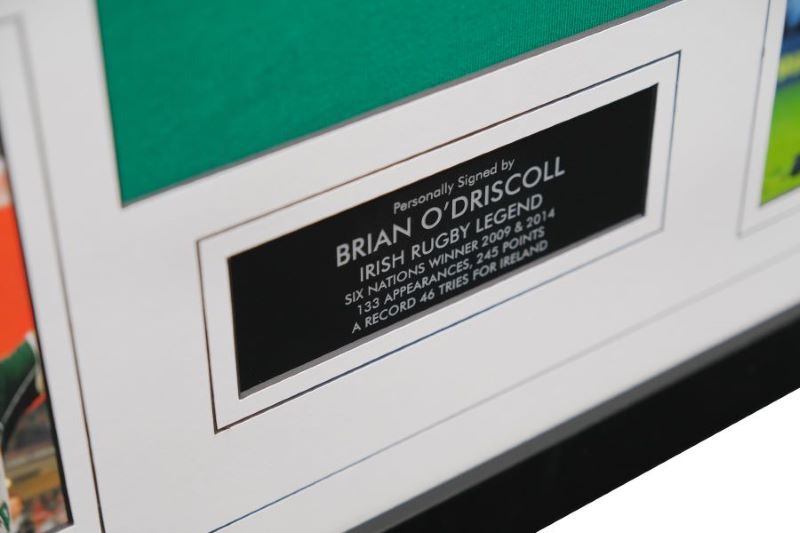 Personally Signed by
BRIAN O'DRISCOLL
IRISH RUGBY LEGEND
SIX NATIONS WINNER 2009 & 2014
133 APPEARANCES, 245 POINTS
A RECORD 46 TRIES FOR IRELAND